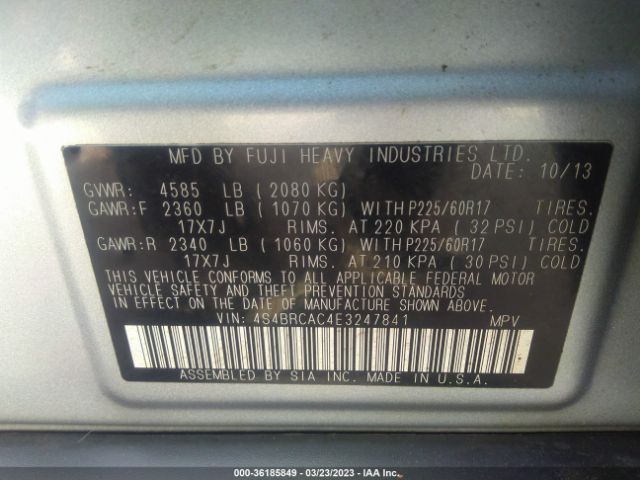 MFD BY FUJI HEAVY INDUSTRIES LTD.
DATE: 10/13
GVWR: 4585 LB ( 2080 KG)
GAWR:F 2360 LB ( 1070 KG) WITH P225/60R17 TIRES.
17X7J RIMS. AT 220 KPA ( 32 PSI) COLD
GAWR:R 2340 LB ( 1060 KG) WITH P225/60R17 TIRES.
17X7J RIMS. AT 210 KPA ( 30 PSI) COLD
THIS VEHICLE CONFORMS TO ALL APPLICABLE FEDERAL MOTOR
VEHICLE SAFETY AND THEFT PREVENTION STANDARDS
IN EFFECT ON THE DATE OF MANUFACTURE SHOWN ABOVE.
VIN: 4S4BRCAC4E3247841 MPV
ASSEMBLED BY SIA INC. MADE IN U.S.A.
000-36185849 - 03/23/2023 - IAA Inc.